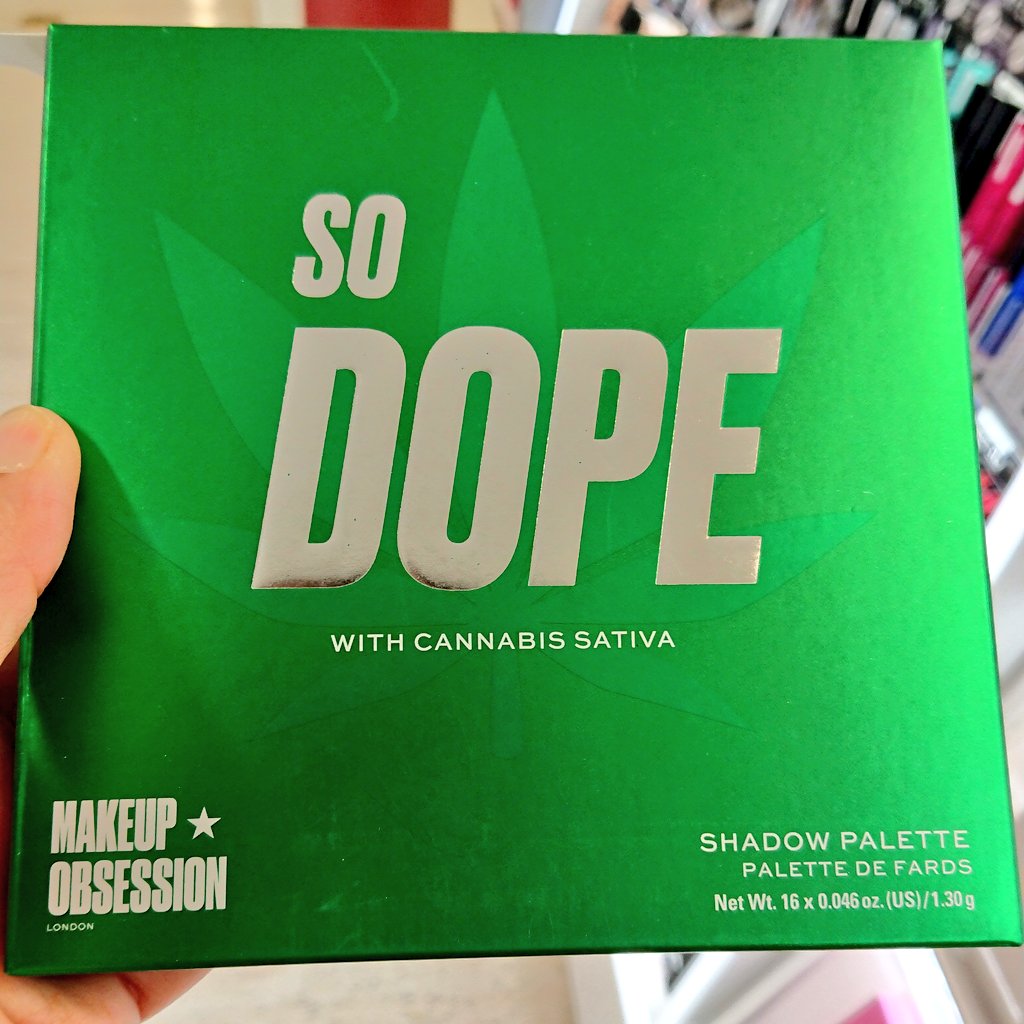 SO
DOPE
WITH CANNABIS SATIVA
MAKEUP ★
OBSESSION
LONDON
SHADOW PALETTE
PALETTE DE FARDS
Net Wt. 16 x 0.046 oz. (US) / 1.30 g